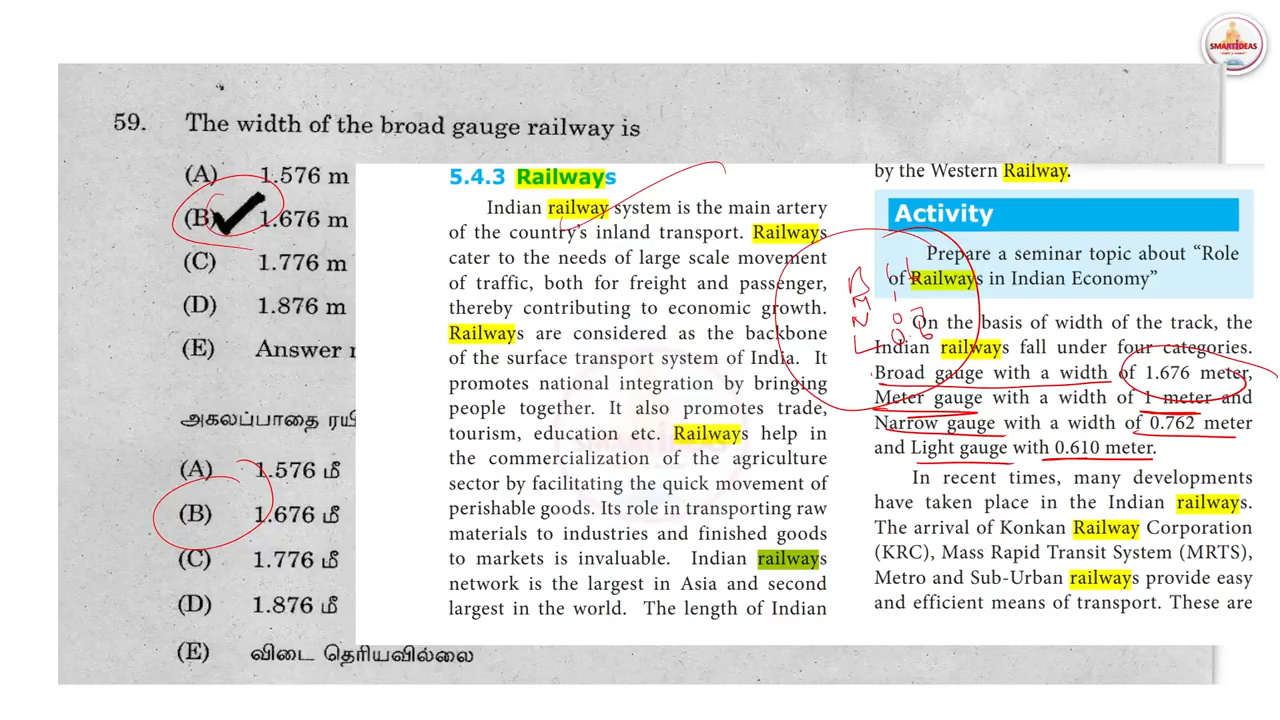 SMARTIDEAS
59. The width of the broad gauge railway is
(A) 1.576 m
(B) 1.676 m
(C) 1.776 m
(D) 1.876 m
(E) Answer
அகலப்பாதை ரயி
(A) 1.576 மீ
(B) 1.676 மீ
(C) 1.776 மீ
(D) 1.876 மீ
(E) விடை தெரியவில்லை
5.4.3 Railways
Indian railway system is the main artery
of the country's inland transport. Railways
cater to the needs of large scale movement
of traffic, both for freight and passenger,
thereby contributing to economic growth.
Railways are considered as the backbone
of the surface transport system of India. It
promotes national integration by bringing
people together. It also promotes trade,
tourism, education etc. Railways help in
the commercialization of the agriculture
sector by facilitating the quick movement of
perishable goods. Its role in transporting raw
materials to industries and finished goods
to markets is invaluable. Indian railways
network is the largest in Asia and second
largest in the world. The length of Indian
by the Western Railway.
Activity
Prepare a seminar topic about “Role
of Railways in Indian Economy”
B
M 1
N 07
L 06
On the basis of width of the track, the
Indian railways fall under four categories.
Broad gauge with a width of 1.676 meter,
Meter gauge with a width of 1 meter and
Narrow gauge with a width of 0.762 meter
and Light gauge with 0.610 meter.
In recent times, many developments
have taken place in the Indian railways.
The arrival of Konkan Railway Corporation
(KRC), Mass Rapid Transit System (MRTS),
Metro and Sub-Urban railways provide easy
and efficient means of transport. These are